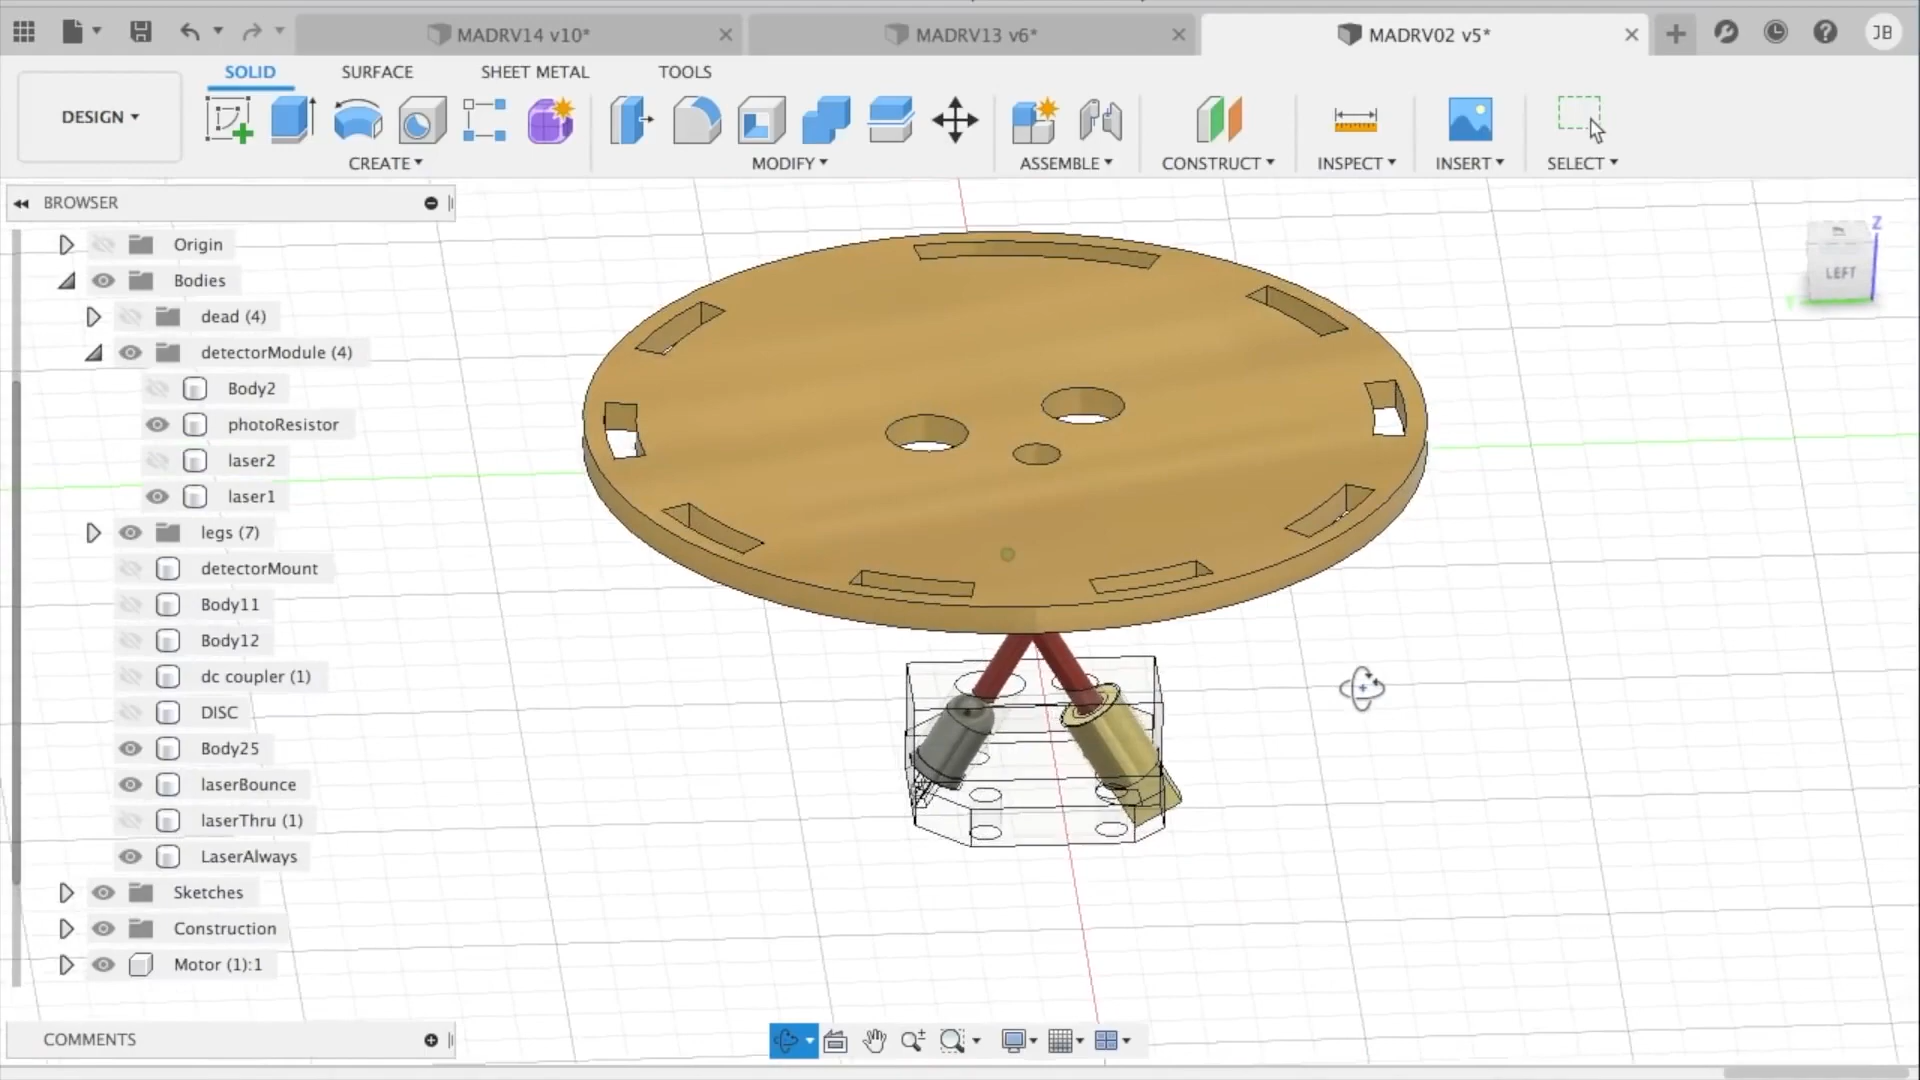 MADRV14 v10*
MADRV13 v6*
MADRV02 v5*
JB
SOLID
SURFACE
SHEET METAL
TOOLS
DESIGN
CREATE
MODIFY
ASSEMBLE
CONSTRUCT
INSPECT
INSERT
SELECT
BROWSER
Origin
Bodies
dead (4)
detectorModule (4)
Body2
photoResistor
laser2
laser1
legs (7)
detectorMount
Body11
Body12
dc coupler (1)
DISC
Body25
laserBounce
laserThru (1)
LaserAlways
Sketches
Construction
Motor (1):1
COMMENTS
Z
LEFT